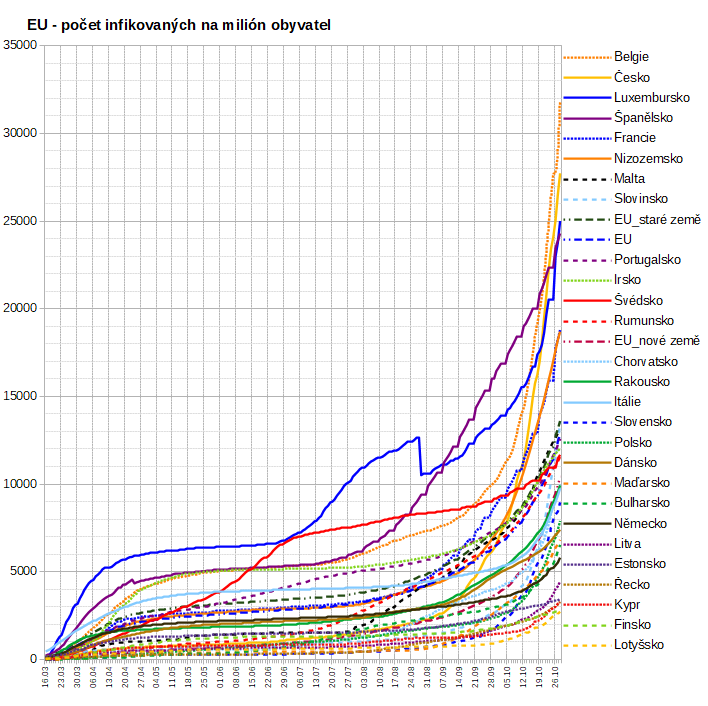 EU - počet infikovaných na milión obyvatel
35000
30000
25000
20000
15000
10000
5000
0
16.03
23.03
30.03
06.04
13.04
20.04
27.04
04.05
11.05
18.05
25.05
01.06
08.06
15.06
22.06
29.06
06.07
13.07
20.07
27.07
03.08
10.08
17.08
27.08
24.08
31.08
07.09
14.09
21.09
28.09
05.10
12.10
19.10
26.10
Belgie
Česko
Luxembursko
Španělsko
Francie
Nizozemsko
Malta
Slovinsko
EU_staré země
EU
Portugalsko
Irsko
Švédsko
Rumunsko
EU_nové země
Chorvatsko
Rakousko
Itálie
Slovensko
Polsko
Dánsko
Maďarsko
Bulharsko
Německo
Litva
Estonsko
Řecko
Kypr
Finsko
Lotyšsko